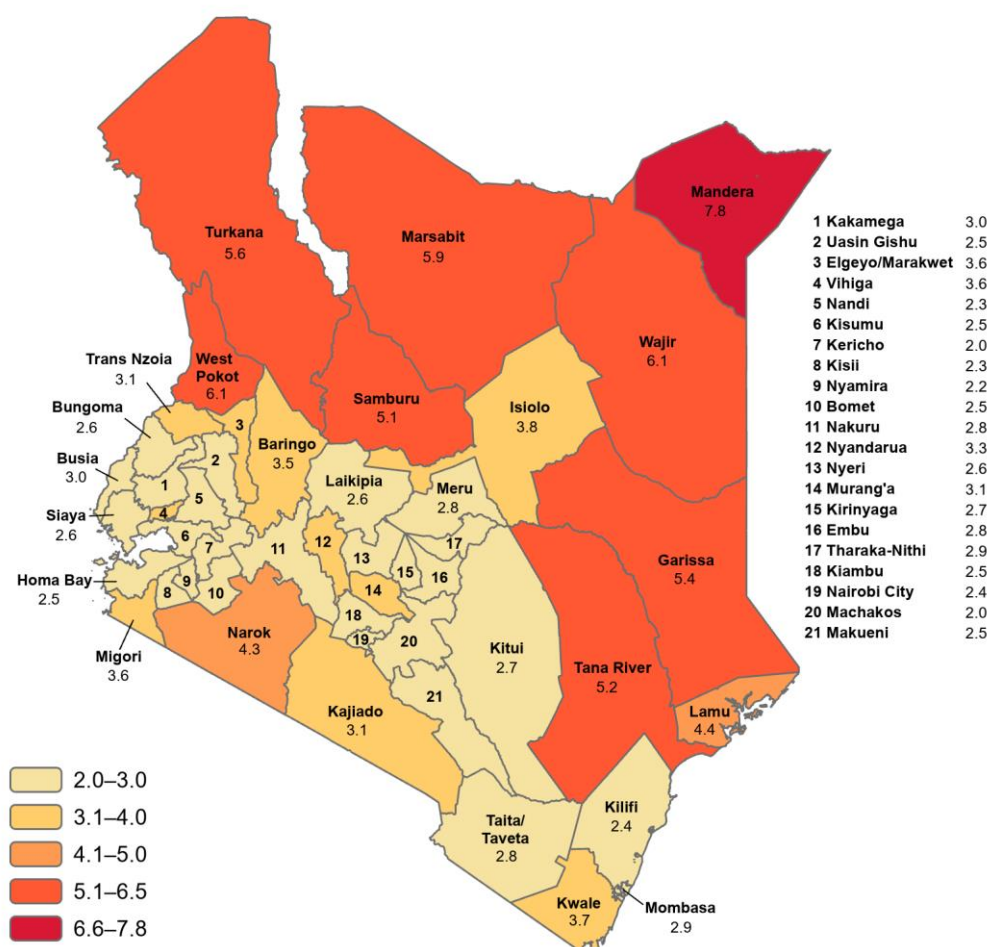 Mandera
7.8
Turkana
5.6
Marsabit
5.9
Wajir
6.1
West
Pokot
6.1
Samburu
5.1
Isiolo
3.8
Trans Nzoia
3.1
Bungoma
2.6
Busia
3.0
Siaya
2.6
Homa Bay
2.5
Migori
3.6
Baringo
3.5
Laikipia
2.6
Meru
2.8
3
2
1
5
4
6
7
8
9
10
11
12
13
14
15
16
17
18
19
20
21
Garissa
5.4
Narok
4.3
Kitui
2.7
Tana River
5.2
Kajiado
3.1
Lamu
4.4
Taita/
Taveta
2.8
Kilifi
2.4
Kwale
3.7
Mombasa
2.9
1 Kakamega 3.0
2 Uasin Gishu 2.5
3 Elgeyo/Marakwet 3.6
4 Vihiga 3.6
5 Nandi 2.3
6 Kisumu 2.5
7 Kericho 2.0
8 Kisii 2.3
9 Nyamira 2.2
10 Bomet 2.5
11 Nakuru 2.8
12 Nyandarua 3.3
13 Nyeri 2.6
14 Murang'a 3.1
15 Kirinyaga 2.7
16 Embu 2.8
17 Tharaka-Nithi 2.9
18 Kiambu 2.5
19 Nairobi City 2.4
20 Machakos 2.0
21 Makueni 2.5
2.0–3.0
3.1–4.0
4.1–5.0
5.1–6.5
6.6–7.8